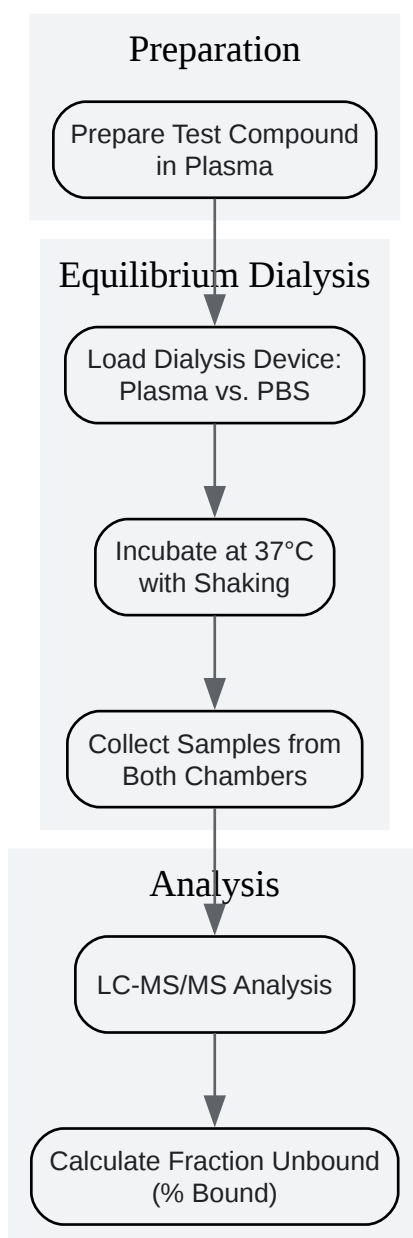 Preparation
Prepare Test Compound
in Plasma
Equilibrium Dialysis
Load Dialysis Device:
Plasma vs. PBS
Incubate at 37°C
with Shaking
Collect Samples from
Both Chambers
Analysis
LC-MS/MS Analysis
Calculate Fraction Unbound
(% Bound)